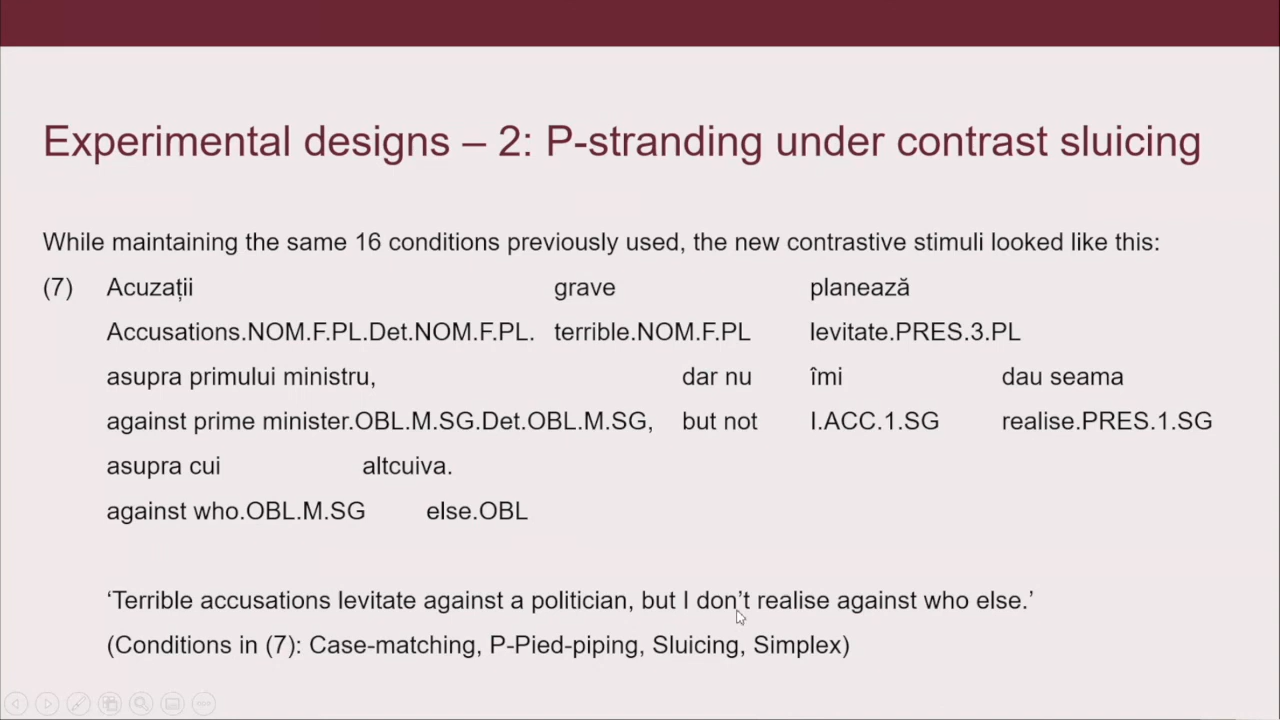 Experimental designs – 2: P-stranding under contrast sluicing
While maintaining the same 16 conditions previously used, the new contrastive stimuli looked like this:
(7) Acuzații grave planează
Accusations.NOM.F.PL.Det.NOM.F.PL. terrible.NOM.F.PL levitate.PRES.3.PL
asupra primului ministru, dar nu îmi dau seama
against prime minister.OBL.M.SG.Det.OBL.M.SG, but not I.ACC.1.SG realise.PRES.1.SG
asupra cui altcuiva.
against who.OBL.M.SG else.OBL
‘Terrible accusations levitate against a politician, but I don’t realise against who else.’
(Conditions in (7): Case-matching, P-Pied-piping, Sluicing, Simplex)